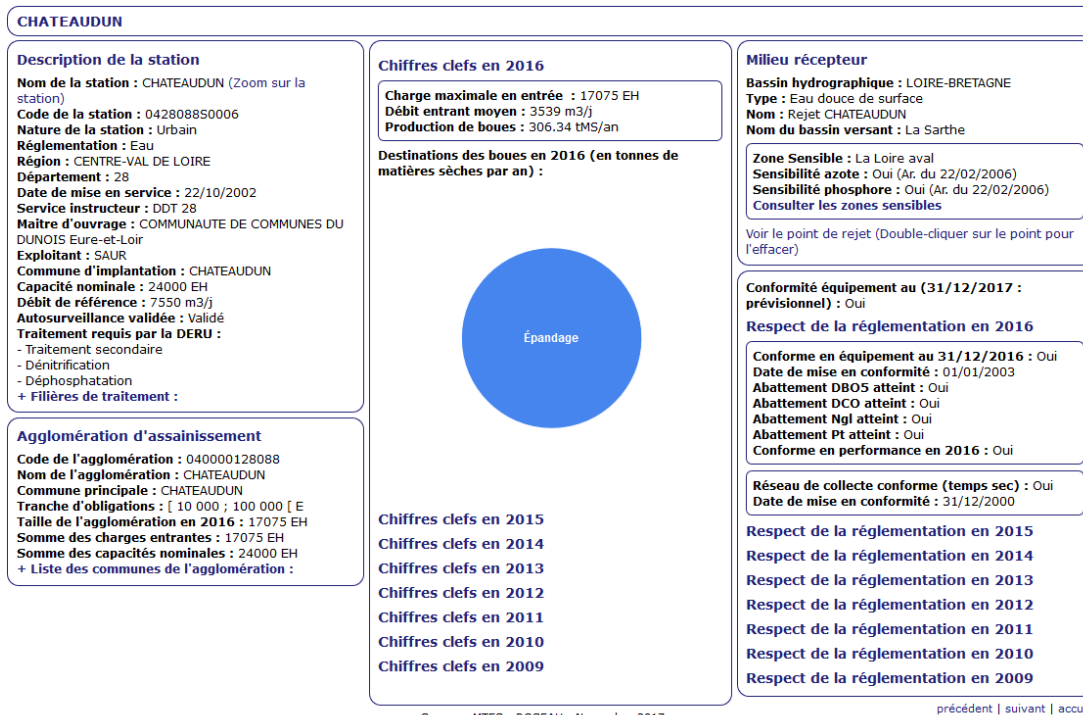 CHATEAUDUN
Description de la station
Nom de la station : CHATEAUDUN (Zoom sur la
station)
Code de la station : 0428088S0006
Nature de la station : Urbain
Réglementation : Eau
Région : CENTRE-VAL DE LOIRE
Département : 28
Date de mise en service : 22/10/2002
Service instructeur : DDT 28
Maitre d'ouvrage : COMMUNAUTE DE COMMUNES DU
DUNOIS Eure-et-Loir
Exploitant : SAUR
Commune d'implantation : CHATEAUDUN
Capacité nominale : 24000 EH
Débit de référence : 7550 m3/j
Autosurveillance validée : Validé
Traitement requis par la DERU :
- Traitement secondaire
- Dénitrification
- Déphosphatation
+ Filières de traitement :
Agglomération d'assainissement
Code de l'agglomération : 040000128088
Nom de l'agglomération : CHATEAUDUN
Commune principale : CHATEAUDUN
Tranche d'obligations : [ 10 000 ; 100 000 [ E
Taille de l'agglomération en 2016 : 17075 EH
Somme des charges entrantes : 17075 EH
Somme des capacités nominales : 24000 EH
+ Liste des communes de l'agglomération :
Chiffres clefs en 2016
Charge maximale en entrée : 17075 EH
Débit entrant moyen : 3539 m3/j
Production de boues : 306.34 tMS/an
Destinations des boues en 2016 (en tonnes de
matières sèches par an) :
Épandage
Chiffres clefs en 2015
Chiffres clefs en 2014
Chiffres clefs en 2013
Chiffres clefs en 2012
Chiffres clefs en 2011
Chiffres clefs en 2010
Chiffres clefs en 2009
Milieu récepteur
Bassin hydrographique : LOIRE-BRETAGNE
Type : Eau douce de surface
Nom : Rejet CHATEAUDUN
Nom du bassin versant : La Sarthe
Zone Sensible : La Loire aval
Sensibilité azote : Oui (Ar. du 22/02/2006)
Sensibilité phosphore : Oui (Ar. du 22/02/2006)
Consulter les zones sensibles
Voir le point de rejet (Double-cliquer sur le point pour
l'effacer)
Conformité équipement au (31/12/2017 :
prévisionnel) : Oui
Respect de la réglementation en 2016
Conforme en équipement au 31/12/2016 : Oui
Date de mise en conformité : 01/01/2003
Abattement DBO5 atteint : Oui
Abattement DCO atteint : Oui
Abattement Ngl atteint : Oui
Abattement Pt atteint : Oui
Conforme en performance en 2016 : Oui
Réseau de collecte conforme (temps sec) : Oui
Date de mise en conformité : 31/12/2000
Respect de la réglementation en 2015
Respect de la réglementation en 2014
Respect de la réglementation en 2013
Respect de la réglementation en 2012
Respect de la réglementation en 2011
Respect de la réglementation en 2010
Respect de la réglementation en 2009
précédent | suivant | accu